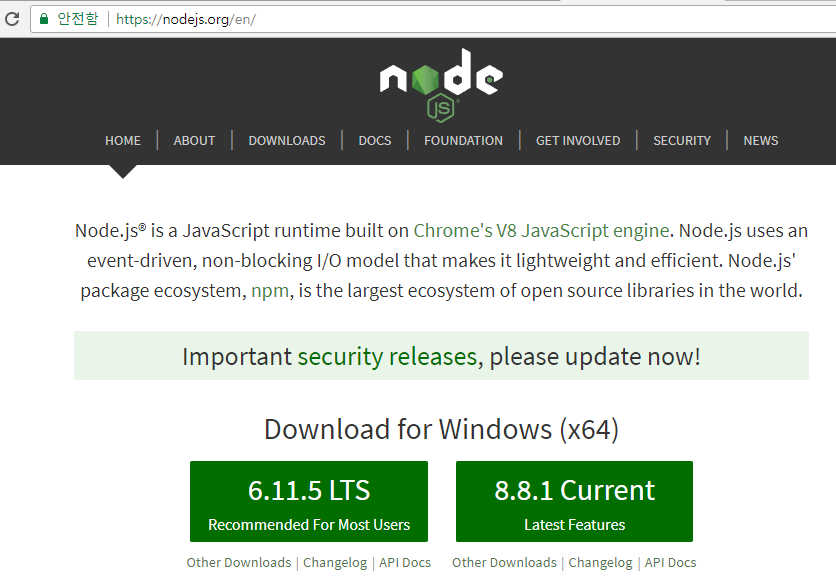 안전함 | https://nodejs.org/en/
node
JS
HOME | ABOUT | DOWNLOADS | DOCS | FOUNDATION | GET INVOLVED | SECURITY | NEWS
Node.js® is a JavaScript runtime built on Chrome's V8 JavaScript engine. Node.js uses an
event-driven, non-blocking I/O model that makes it lightweight and efficient. Node.js'
package ecosystem, npm, is the largest ecosystem of open source libraries in the world.
Important security releases, please update now!
Download for Windows (x64)
6.11.5 LTS
Recommended For Most Users
8.8.1 Current
Latest Features
Other Downloads | Changelog | API Docs
Other Downloads | Changelog | API Docs